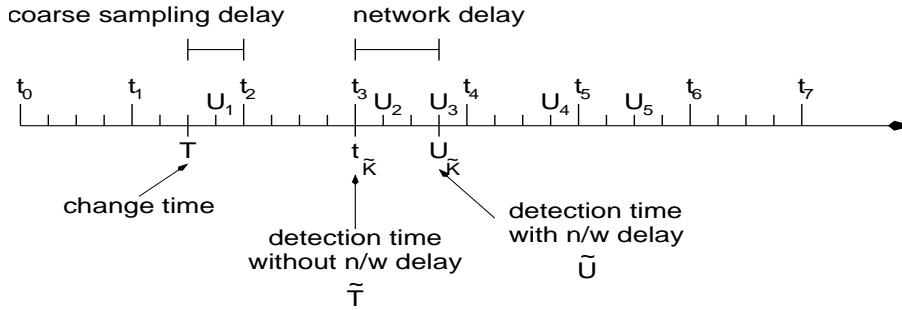 coarse sampling delay network delay
t₀ t₁ t₂ t₃ t₄ t₅ t₆ t₇
U₁ U₂ U₃ U₄ U₅
T t_K̃ U_K̃
change time
detection time
without n/w delay
T̃
detection time
with n/w delay
Ũ